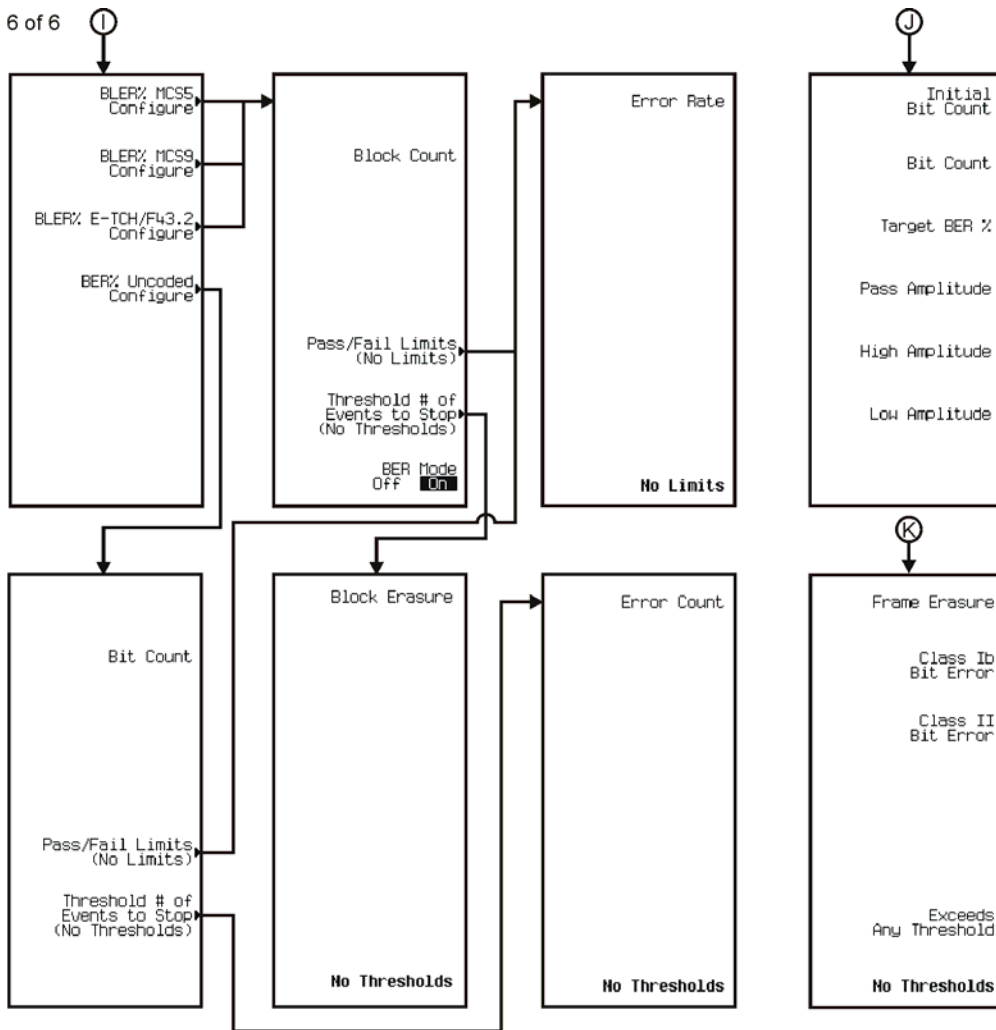 6 of 6
I
J
BLER% MCS5
Configure
BLER% MCS9
Configure
BLER% E-TCH/F43.2
Configure
BER% Uncoded
Configure
Block Count
Pass/Fail Limits
(No Limits)
Threshold # of
Events to Stop
(No Thresholds)
BER Mode
Off On
Error Rate
No Limits
Initial
Bit Count
Bit Count
Target BER %
Pass Amplitude
High Amplitude
Low Amplitude
K
Bit Count
Pass/Fail Limits
(No Limits)
Threshold # of
Events to Stop
(No Thresholds)
Block Erasure
No Thresholds
Error Count
No Thresholds
Frame Erasure
Class Ib
Bit Error
Class II
Bit Error
Exceeds
Any Threshold
No Thresholds